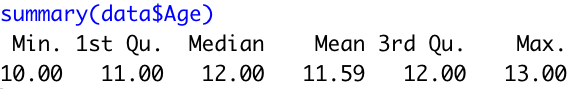 summary(data$Age)
Min. 1st Qu. Median Mean 3rd Qu. Max.
10.00 11.00 12.00 11.59 12.00 13.00